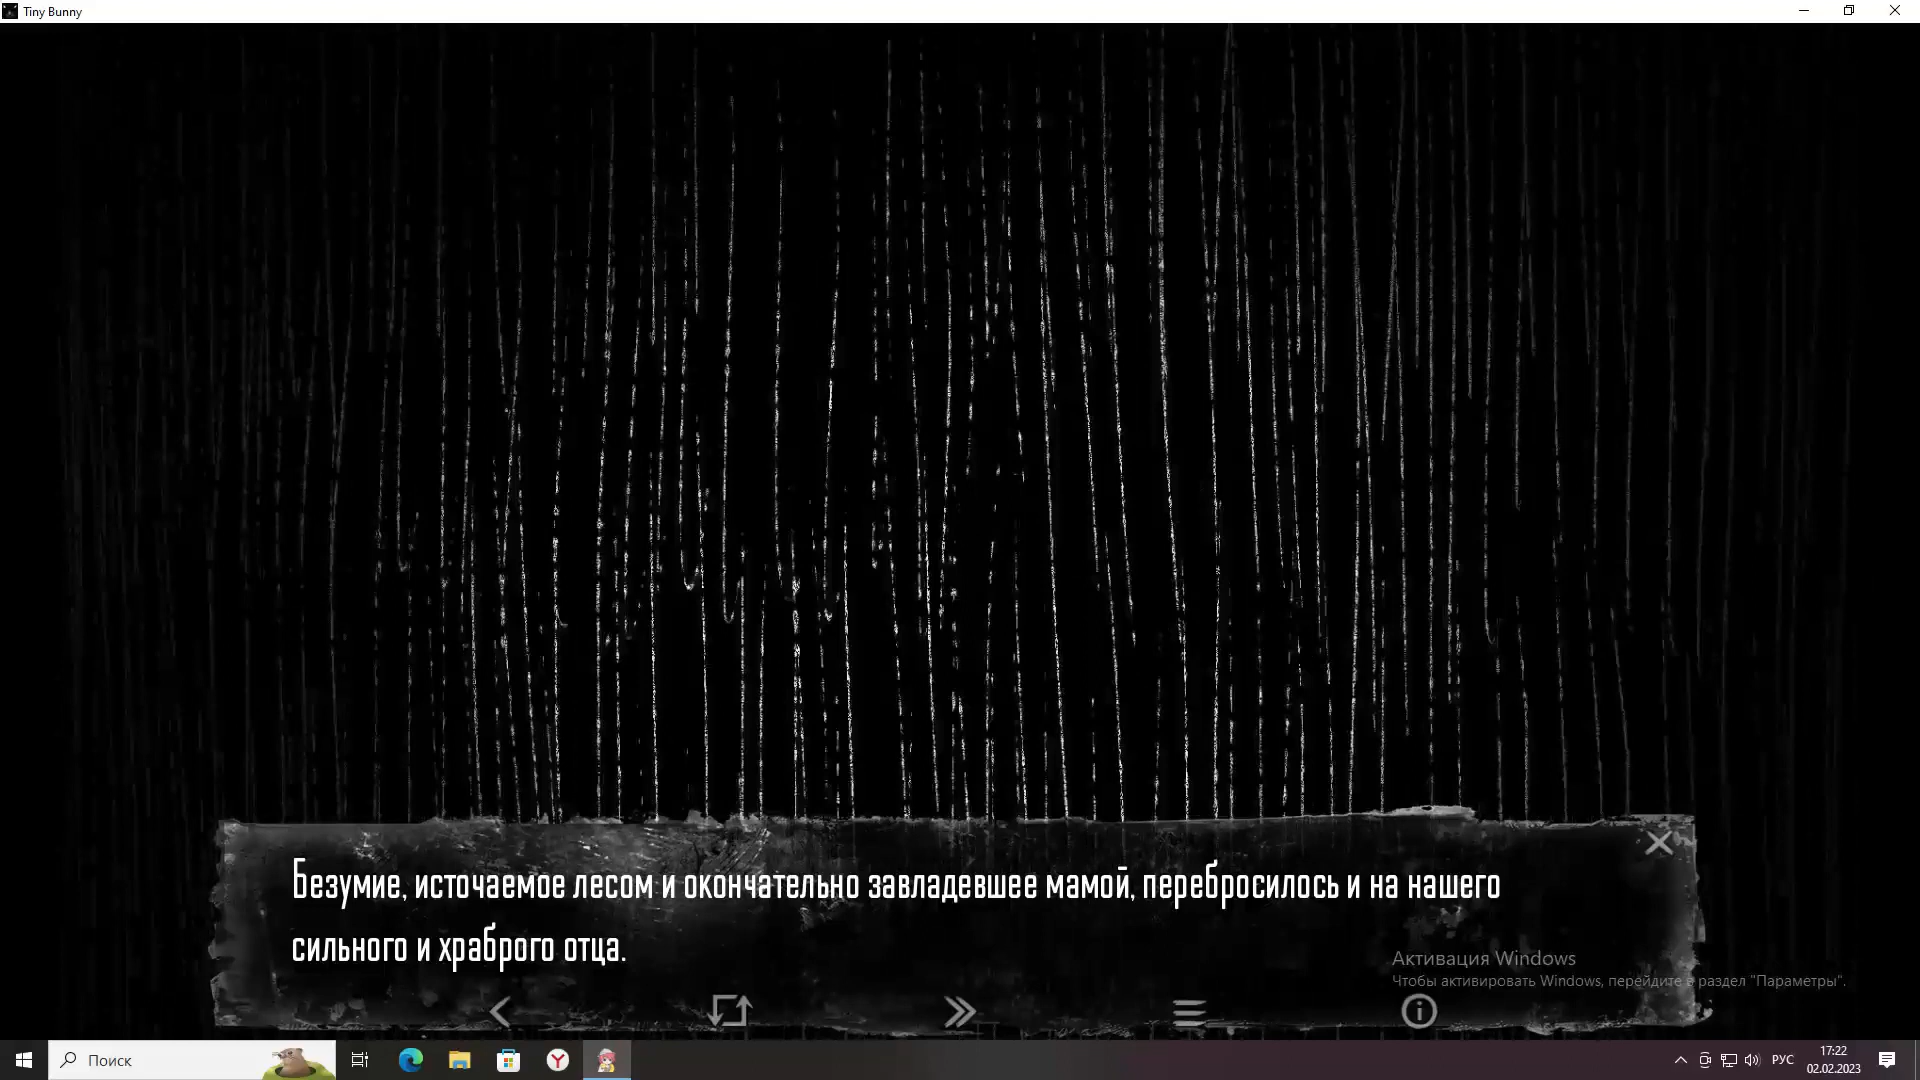 Tiny Bunny
Безумие, источаемое лесом и окончательно завладевшее мамой, перебросилось и на нашего
сильного и храброго отца.
Активация Windows
Чтобы активировать Windows, перейдите в раздел "Параметры".
Поиск
РУС
17:22
02.02.2023